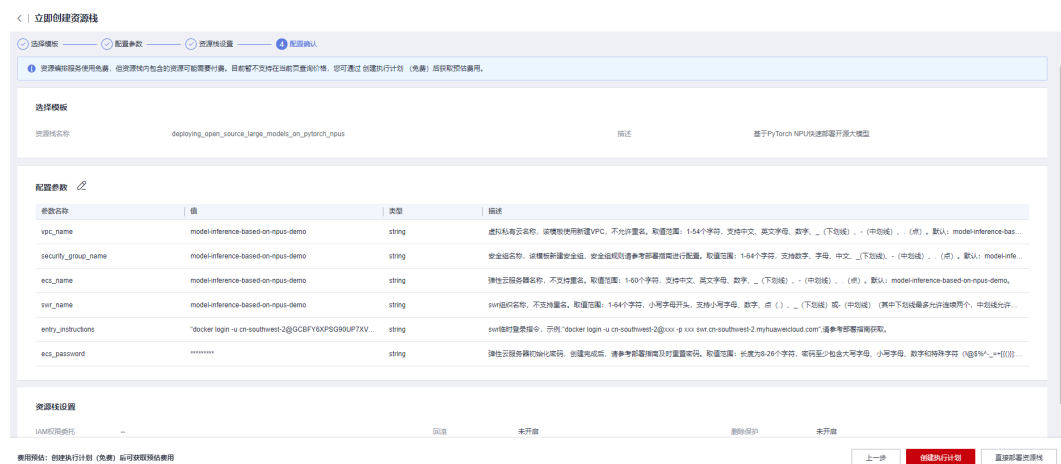 立即创建资源栈
选择模板 配置参数 资源栈设置 4 配置确认
资源编排服务使用免费，但资源栈内包含的资源可能需要付费。目前暂不支持在当前页查询价格，您可通过 创建执行计划 （免费）后获取预估费用。
选择模板
资源栈名称 deploying_open_source_large_models_on_pytorch_npus 描述 基于PyTorch NPU快速部署开源大模型
配置参数
参数名称 值 类型 描述
vpc_name model-inference-based-on-npus-demo string 虚拟私有云名称，该模板使用新建VPC，不允许重名。取值范围：1-54个字符，支持中文、英文字母、数字、_（下划线）、-（中划线）、.（点）。默认：model-inference-bas...
security_group_name model-inference-based-on-npus-demo string 安全组名称，该模板新建安全组，安全组规则请参考部署指南进行配置。取值范围：1-64个字符，支持数字、字母、中文、_(下划线)、-（中划线）、.（点）。默认：model-infe...
ecs_name model-inference-based-on-npus-demo string 弹性云服务器名称，不支持重名。取值范围：1-60个字符，支持中文、英文字母、数字、_（下划线）、-（中划线）、.（点）。默认：model-inference-based-on-npus-demo。
swr_name model-inference-based-on-npus-demo string swr组织名称，不支持重名。取值范围：1-64个字符，小写字母开头，支持小写字母、数字、点（.）、_（下划线）或-（中划线）（其中下划线最多允许连续两个，中划线允许...
entry_instructions "docker login -u cn-southwest-2@GCBFY6XPSG90UP7XV... string swr临时登录指令，示例:"docker login -u cn-southwest-2@xxx -p xxx swr.cn-southwest-2.myhuaweicloud.com",请参考部署指南获取。
ecs_password ********* string 弹性云服务器初始化密码，创建完成后，请参考部署指南及时重置密码。取值范围：长度为8-26个字符，密码至少包含大写字母、小写字母、数字和特殊字符（!@$%^-_=+[{()}]:...
资源栈设置
IAM权限委托 -- 回滚 未开启 删除保护 未开启
费用预估：创建执行计划（免费）后可获取预估费用 上一步 创建执行计划 直接部署资源栈